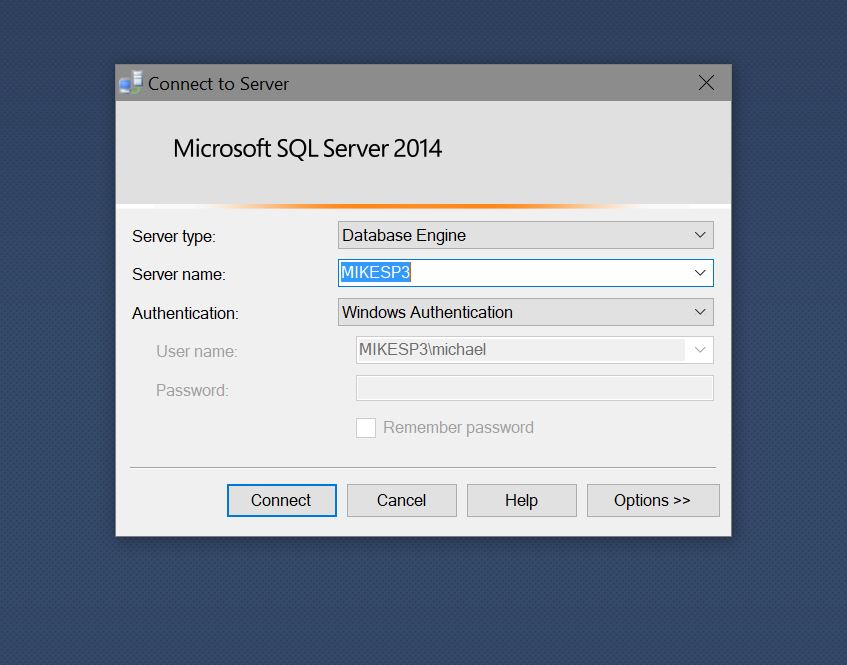 Connect to Server
Microsoft SQL Server 2014
Server type: Database Engine
Server name: MIKESP3
Authentication: Windows Authentication
User name: MIKESP3\michael
Password:
Remember password
Connect Cancel Help Options >>